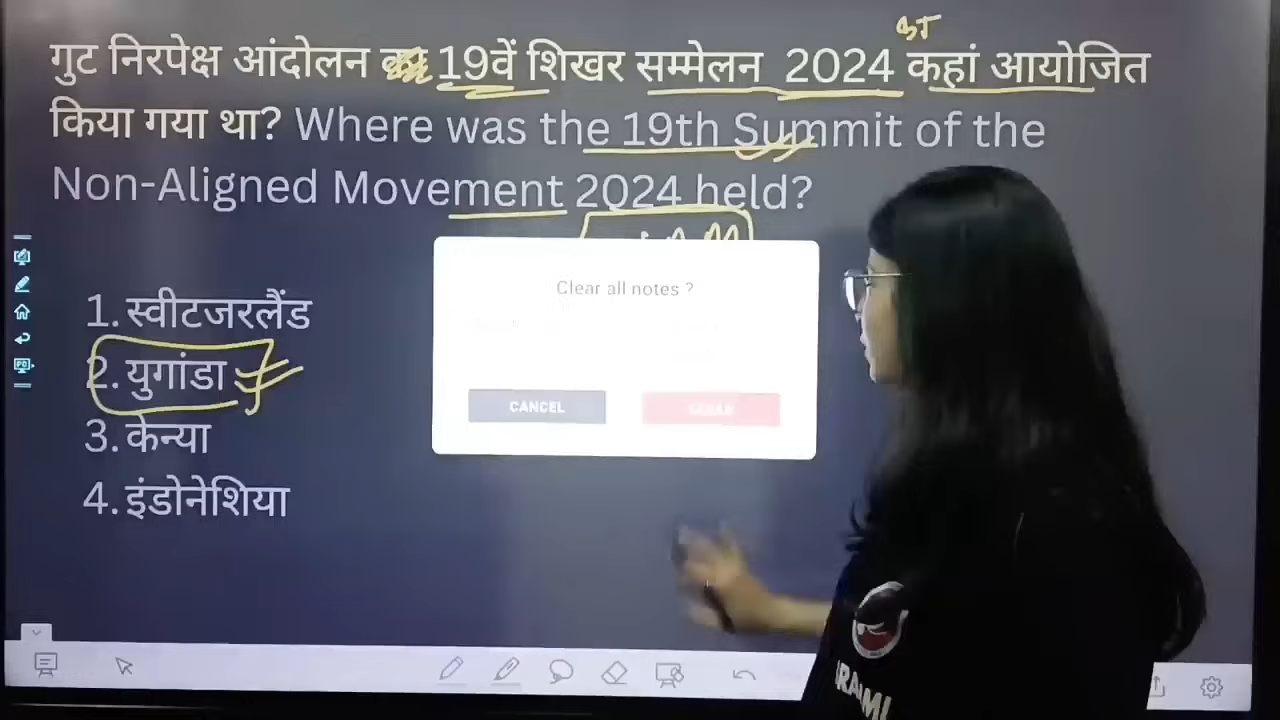 गुट निरपेक्ष आंदोलन 19वें शिखर सम्मेलन 2024 का कहां आयोजित
किया गया था? Where was the 19th Summit of the
Non-Aligned Movement 2024 held?
Clear all notes ?
CANCEL
1. स्वीटजरलैंड
2. युगांडा
3. केन्या
4. इंडोनेशिया